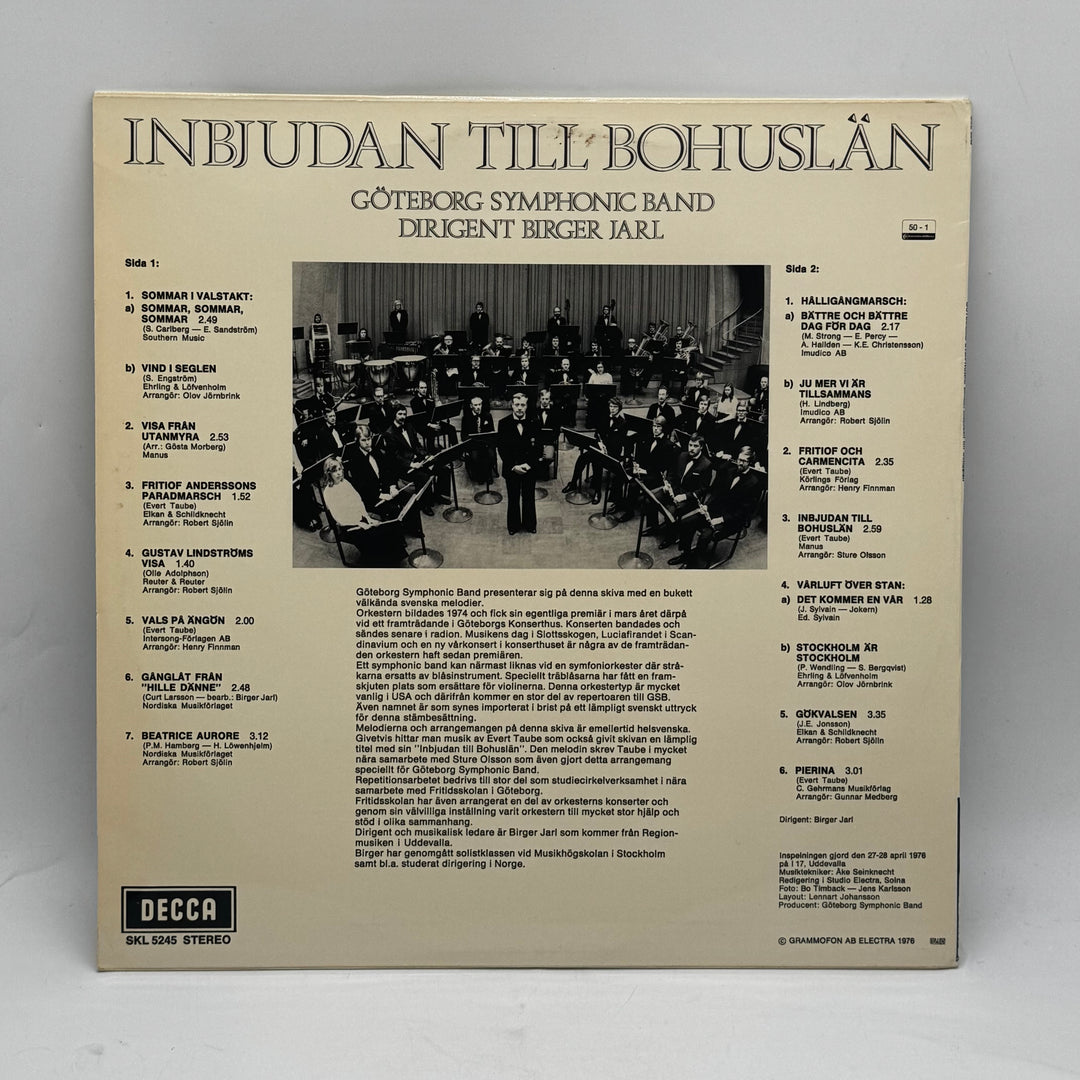 INBJUDAN TILL BOHUSLÄN
GÖTEBORG SYMPHONIC BAND
DIRIGENT BIRGER JARL
50 - 1
Sida 1:
1. SOMMAR I VALSTAKT:
a) SOMMAR, SOMMAR,
SOMMAR 2.49
(S. Carlberg — E. Sandström)
Southern Music
b) VIND I SEGLEN
(S. Engström)
Ehrling & Löfvenholm
Arrangör: Olov Jörnbrink
2. VISA FRÅN
UTANMYRA 2.53
(Arr.: Gösta Morberg)
Manus
3. FRITIOF ANDERSSONS
PARADMARSCH 1.52
(Evert Taube)
Elkan & Schildknecht
Arrangör: Robert Sjölin
4. GUSTAV LINDSTRÖMS
VISA 1.40
(Olle Adolphson)
Reuter & Reuter
Arrangör: Robert Sjölin
5. VALS PÅ ÄNGÖN 2.00
(Evert Taube)
Intersong-Förlagen AB
Arrangör: Henry Finnman
6. GÅNGLÅT FRÅN
"HILLE DÄNNE" 2.48
(Curt Larsson — bearb.: Birger Jarl)
Nordiska Musikförlaget
7. BEATRICE AURORE 3.12
(P.M. Hamberg — H. Löwenhjelm)
Nordiska Musikförlaget
Arrangör: Robert Sjölin
Göteborg Symphonic Band presenterar sig på denna skiva med en bukett
välkända svenska melodier.
Orkestern bildades 1974 och fick sin egentliga premiär i mars året därpå
vid ett framträdande i Göteborgs Konserthus. Konserten bandades och
sändes senare i radion. Musikens dag i Slottsskogen, Luciafirandet i Scan-
dinavium och en ny vårkonsert i konserthuset är några av de framträdan-
den orkestern haft sedan premiären.
Ett symphonic band kan närmast liknas vid en symfoniorkester där strå-
karna ersatts av blåsinstrument. Speciellt träblåsarna har fått en fram-
skjuten plats som ersättare för violinerna. Denna orkestertyp är mycket
vanlig i USA och därifrån kommer en stor del av repertoaren till GSB.
Även namnet är som synes importerat i brist på ett lämpligt svenskt uttryck
för denna stämbesättning.
Melodierna och arrangemangen på denna skiva är emellertid helsvenska.
Givetvis hittar man musik av Evert Taube som också givit skivan en lämplig
titel med sin "Inbjudan till Bohuslän". Den melodin skrev Taube i mycket
nära samarbete med Sture Olsson som även gjort detta arrangemang
speciellt för Göteborg Symphonic Band.
Repetitionsarbetet bedrivs till stor del som studiecirkelverksamhet i nära
samarbete med Fritidsskolan i Göteborg.
Fritidsskolan har även arrangerat en del av orkesterns konserter och
genom sin välvilliga inställning varit orkestern till mycket stor hjälp och
stöd i olika sammanhang.
Dirigent och musikalisk ledare är Birger Jarl som kommer från Region-
musiken i Uddevalla.
Birger har genomgått solistklassen vid Musikhögskolan i Stockholm
samt bl.a. studerat dirigering i Norge.
Sida 2:
1. HÅLLIGÅNGMARSCH:
a) BÄTTRE OCH BÄTTRE
DAG FÖR DAG 2.17
(M. Strong — E. Percy —
A. Hallden — K.E. Christensson)
Imudico AB
b) JU MER VI ÄR
TILLSAMMANS
(H. Lindberg)
Imudico AB
Arrangör: Robert Sjölin
2. FRITIOF OCH
CARMENCITA 2.35
(Evert Taube)
Körlings Förlag
Arrangör: Henry Finnman
3. INBJUDAN TILL
BOHUSLÄN 2.59
(Evert Taube)
Manus
Arrangör: Sture Olsson
4. VÅRLUFT ÖVER STAN:
a) DET KOMMER EN VÅR 1.28
(J. Sylvain — Jokern)
Ed. Sylvain
b) STOCKHOLM ÄR
STOCKHOLM
(P. Wendling — S. Bergqvist)
Ehrling & Löfvenholm
Arrangör: Olov Jörnbrink
5. GÖKVALSEN 3.35
(J.E. Jonsson)
Elkan & Schildknecht
Arrangör: Robert Sjölin
6. PIERINA 3.01
(Evert Taube)
C. Gehrmans Musikförlag
Arrangör: Gunnar Medberg
Dirigent: Birger Jarl
Inspelningen gjord den 27-28 april 1976
på I 17, Uddevalla
Musiktekniker: Åke Seinknecht
Redigering i Studio Electra, Solna
Foto: Bo Timback — Jens Karlsson
Layout: Lennart Johansson
Producent: Göteborg Symphonic Band
DECCA
SKL 5245 STEREO
© GRAMMOFON AB ELECTRA 1976